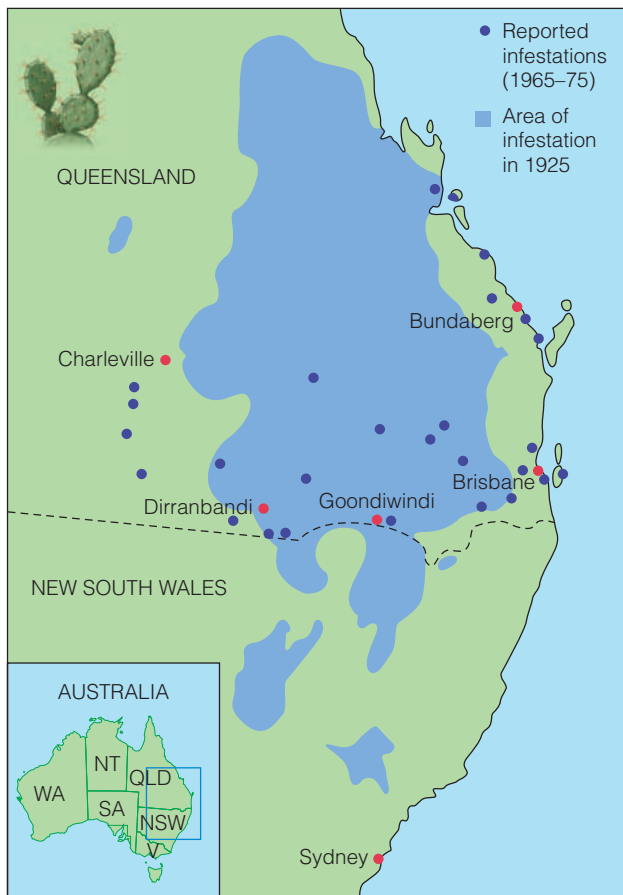 Reported
infestations
(1965–75)
Area of
infestation
in 1925
QUEENSLAND
Bundaberg
Charleville
Brisbane
Dirranbandi
Goondiwindi
NEW SOUTH WALES
AUSTRALIA
NT
QLD
WA
SA
NSW
V
Sydney